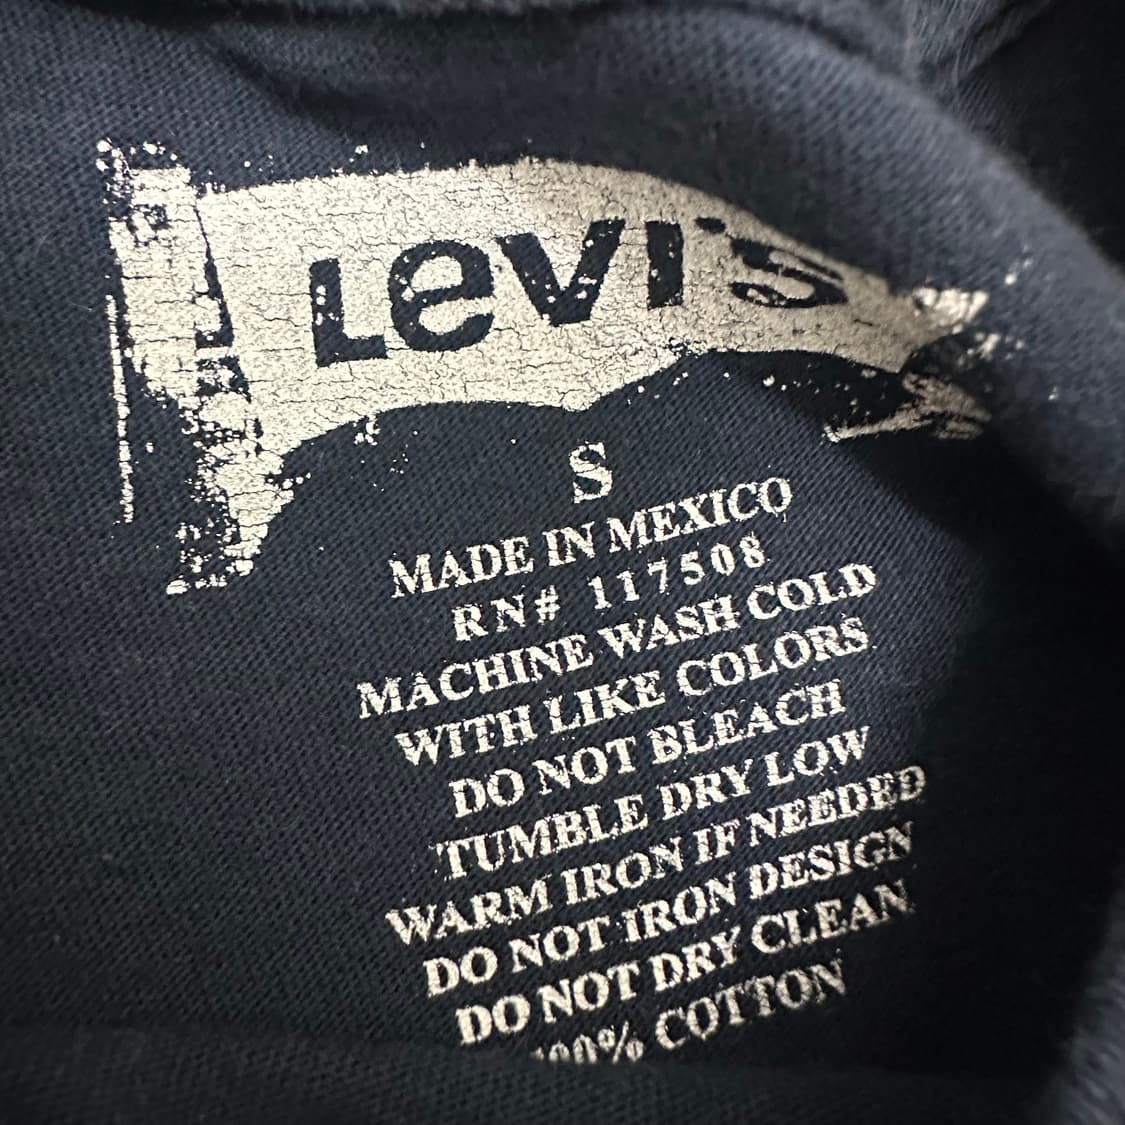 Levi's
S
MADE IN MEXICO
RN# 117508
MACHINE WASH COLD
WITH LIKE COLORS
DO NOT BLEACH
TUMBLE DRY LOW
WARM IRON IF NEEDED
DO NOT IRON DESIGN
DO NOT DRY CLEAN
100% COTTON